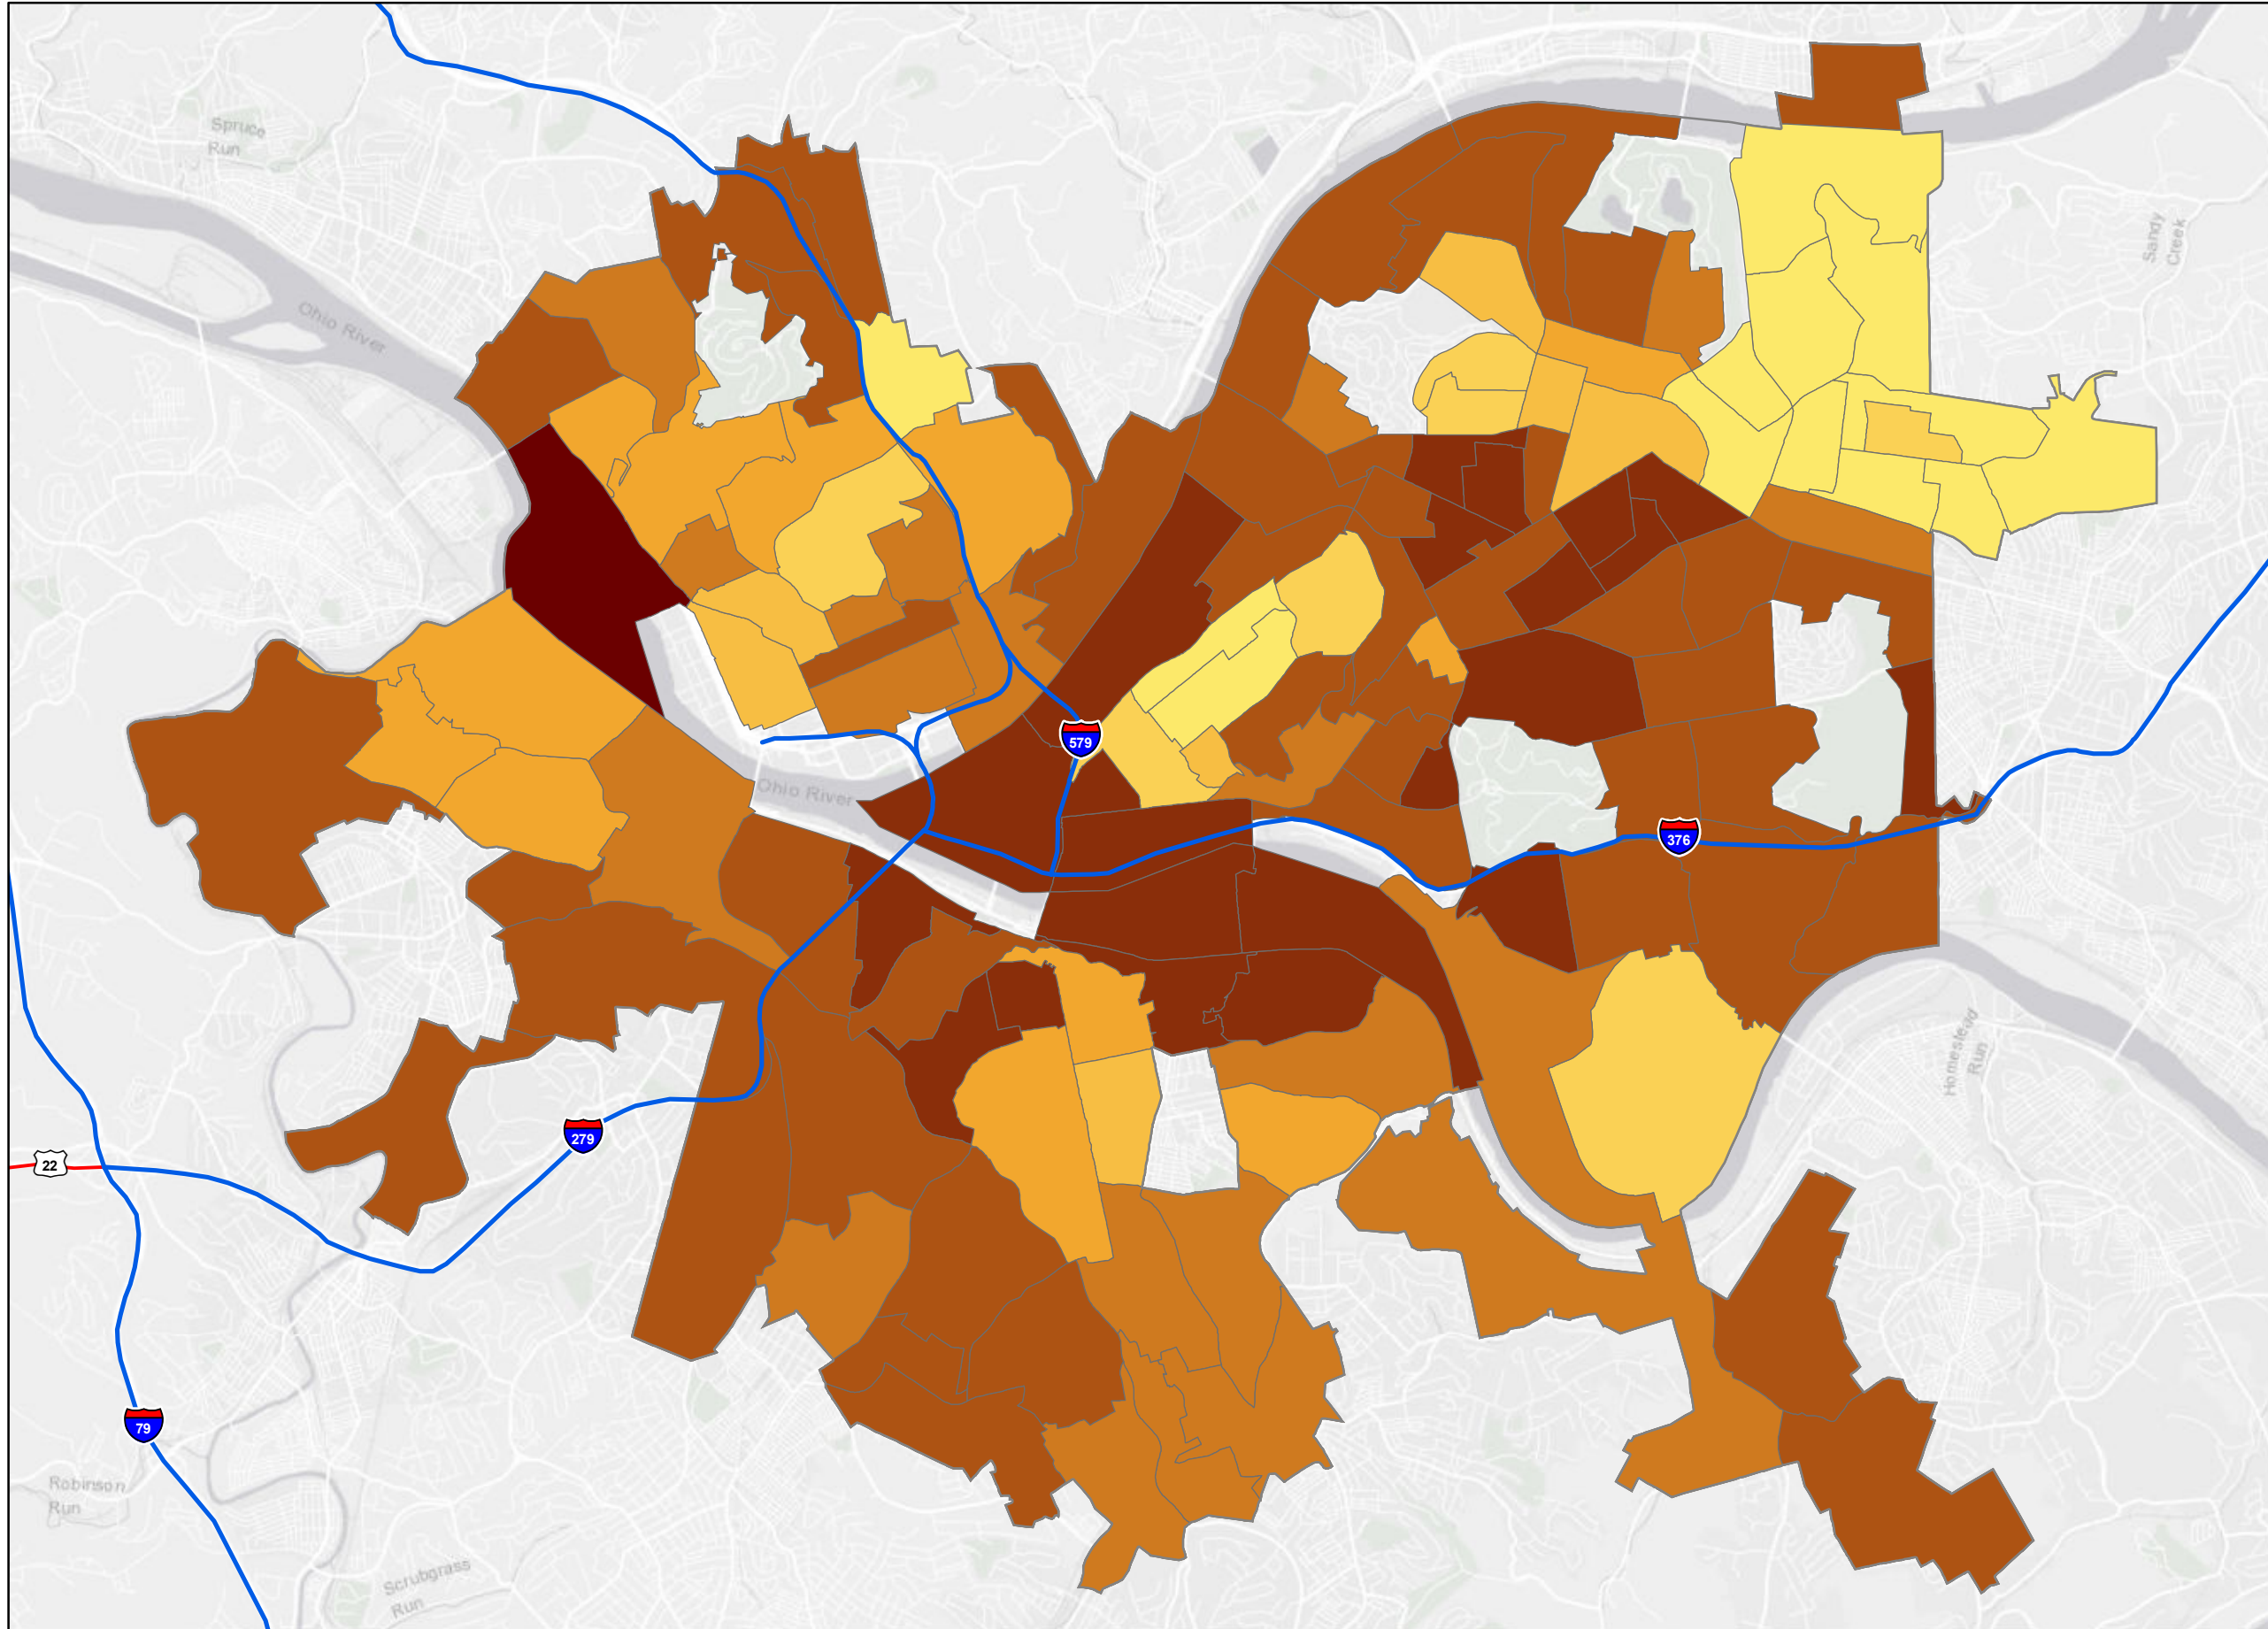 Spruce
Run
Sandy
Creek
Ohio River
579
Ohio River
376
Homestead
Run
279
22
79
Robinson
Run
Scrubgrass
Run